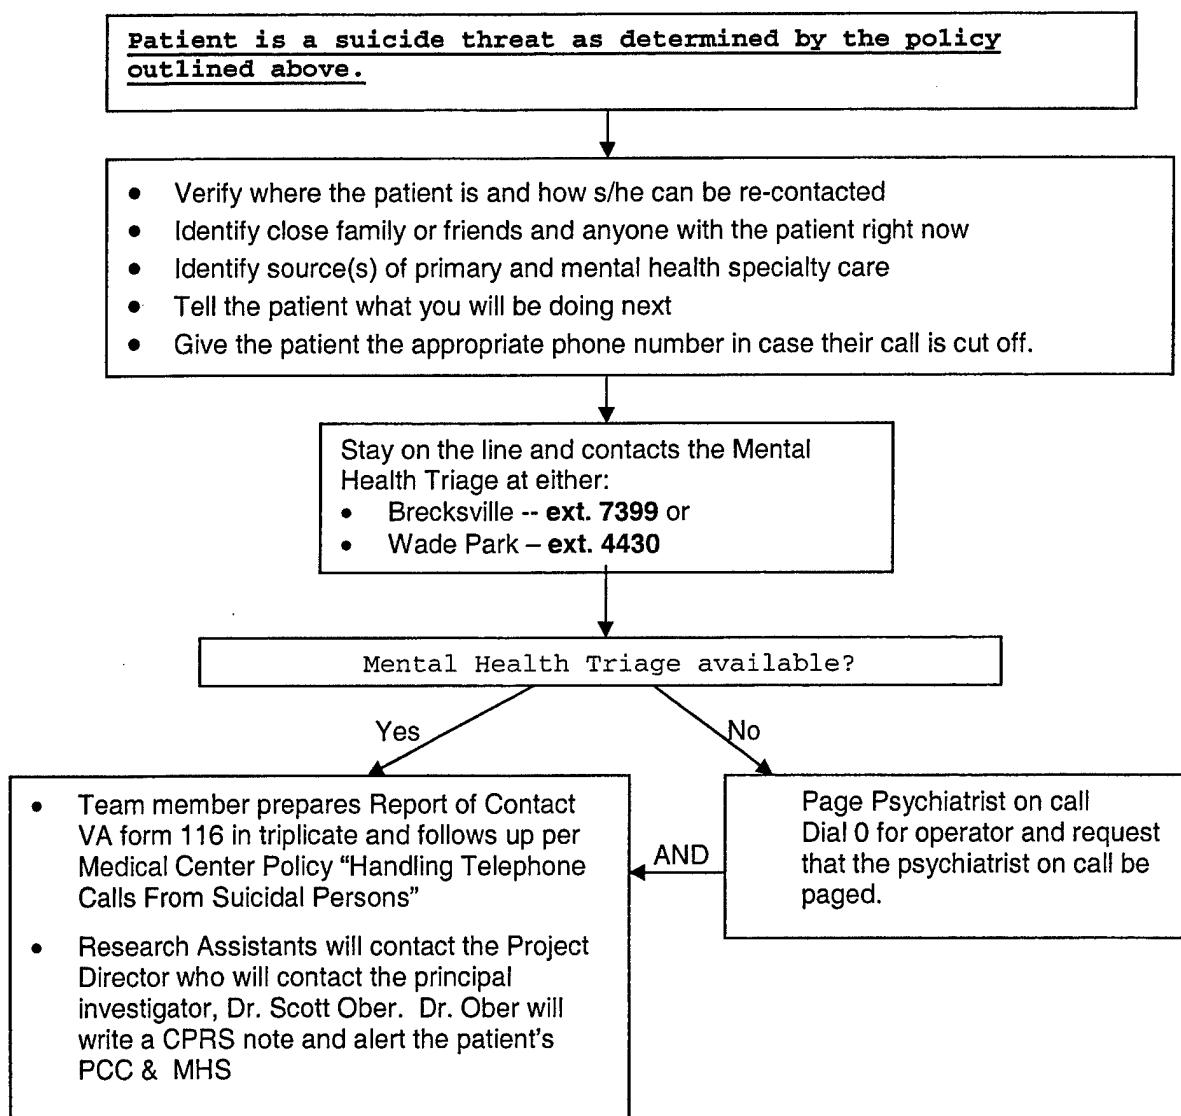 Patient is a suicide threat as determined by the policy
outlined above.
• Verify where the patient is and how s/he can be re-contacted
• Identify close family or friends and anyone with the patient right now
• Identify source(s) of primary and mental health specialty care
• Tell the patient what you will be doing next
• Give the patient the appropriate phone number in case their call is cut off.
Stay on the line and contacts the Mental
Health Triage at either:
• Brecksville -- ext. 7399 or
• Wade Park – ext. 4430
Mental Health Triage available?
Yes
No
• Team member prepares Report of Contact
VA form 116 in triplicate and follows up per
Medical Center Policy “Handling Telephone
Calls From Suicidal Persons”
• Research Assistants will contact the Project
Director who will contact the principal
investigator, Dr. Scott Ober.  Dr. Ober will
write a CPRS note and alert the patient's
PCC &  MHS
AND
Page Psychiatrist on call
Dial 0 for operator and request
that the psychiatrist on call be
paged.